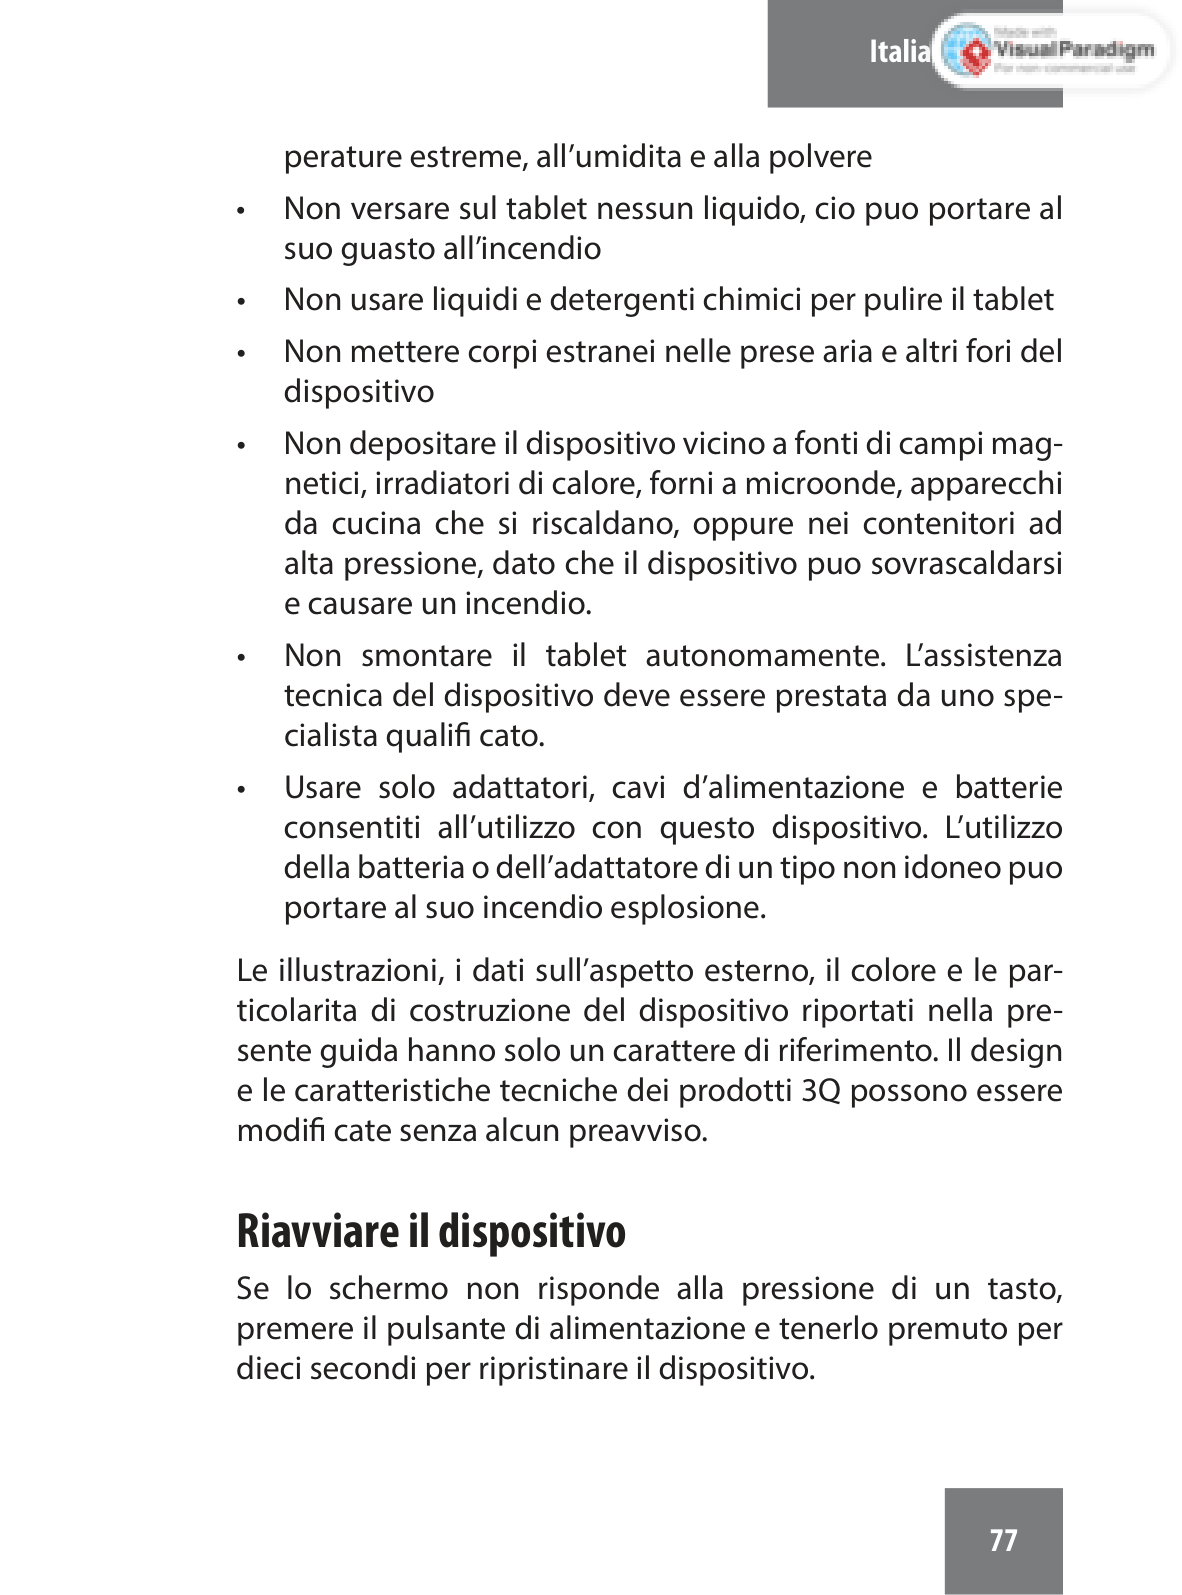 Italia
Made with
Visual Paradigm
For non-commercial use
perature estreme, all’umidita e alla polvere
• Non versare sul tablet nessun liquido, cio puo portare al
suo guasto all’incendio
• Non usare liquidi e detergenti chimici per pulire il tablet
• Non mettere corpi estranei nelle prese aria e altri fori del
dispositivo
• Non depositare il dispositivo vicino a fonti di campi mag-
netici, irradiatori di calore, forni a microonde, apparecchi
da cucina che si riscaldano, oppure nei contenitori ad
alta pressione, dato che il dispositivo puo sovrascaldarsi
e causare un incendio.
• Non smontare il tablet autonomamente. L’assistenza
tecnica del dispositivo deve essere prestata da uno spe-
cialista qualifi cato.
• Usare solo adattatori, cavi d’alimentazione e batterie
consentiti all’utilizzo con questo dispositivo. L’utilizzo
della batteria o dell’adattatore di un tipo non idoneo puo
portare al suo incendio esplosione.
Le illustrazioni, i dati sull’aspetto esterno, il colore e le par-
ticolarita di costruzione del dispositivo riportati nella pre-
sente guida hanno solo un carattere di riferimento. Il design
e le caratteristiche tecniche dei prodotti 3Q possono essere
modifi cate senza alcun preavviso.
Riavviare il dispositivo
Se lo schermo non risponde alla pressione di un tasto,
premere il pulsante di alimentazione e tenerlo premuto per
dieci secondi per ripristinare il dispositivo.
77